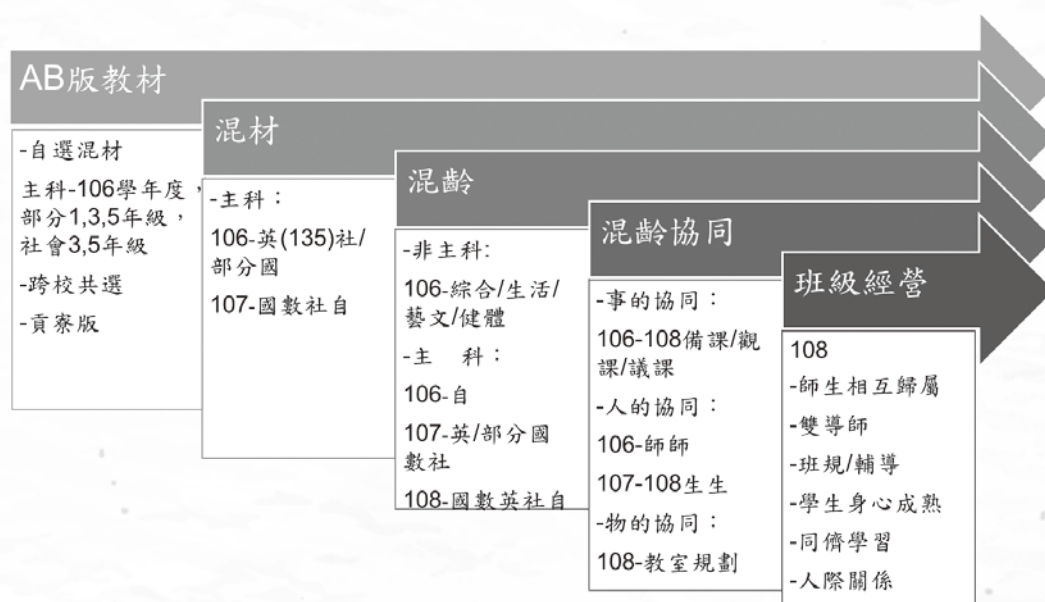 AB版教材
-自選混材
主科-106學年度，
部分1,3,5年級，
社會3,5年級
-跨校共選
-貢寮版
混材
-主科：
106-英(135)社/
部分國
107-國數社自
混齡
-非主科:
106-綜合/生活/
藝文/健體
-主　科：
106-自
107-英/部分國
數社
108-國數英社自
混齡協同
-事的協同：
106-108備課/觀
課/議課
-人的協同：
106-師師
107-108生生
-物的協同：
108-教室規劃
班級經營
108
-師生相互歸屬
-雙導師
-班規/輔導
-學生身心成熟
-同儕學習
-人際關係